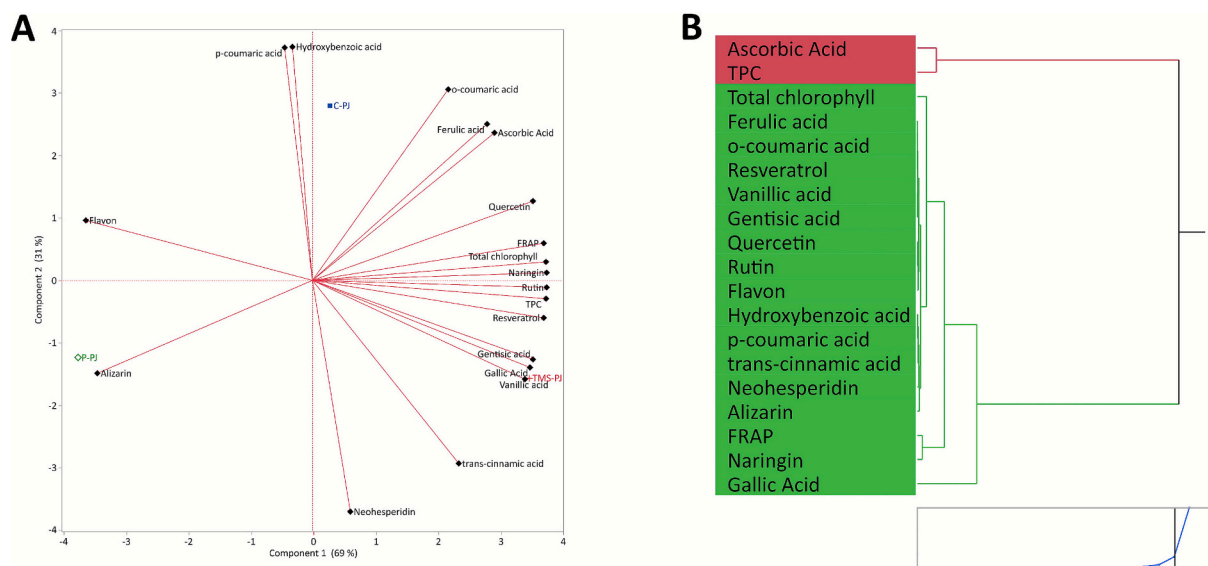 A
4
3
2
1
0
-1
-2
-3
-4
Component 2 (31 %)
p-coumaric acid
Hydroxybenzoic acid
C-PJ
o-coumaric acid
Ferulic acid
Ascorbic Acid
Quercetin
Flavon
FRAP
Total chlorophyll
Naringin
Rutin
TPC
Resveratrol
P-PJ
Alizarin
Gentisic acid
Gallic Acid
+TMS-PJ
Vanillic acid
trans-cinnamic acid
Neohesperidin
-4 -3 -2 -1 0 1 2 3 4
Component 1 (69 %)
B
Ascorbic Acid
TPC
Total chlorophyll
Ferulic acid
o-coumaric acid
Resveratrol
Vanillic acid
Gentisic acid
Quercetin
Rutin
Flavon
Hydroxybenzoic acid
p-coumaric acid
trans-cinnamic acid
Neohesperidin
Alizarin
FRAP
Naringin
Gallic Acid